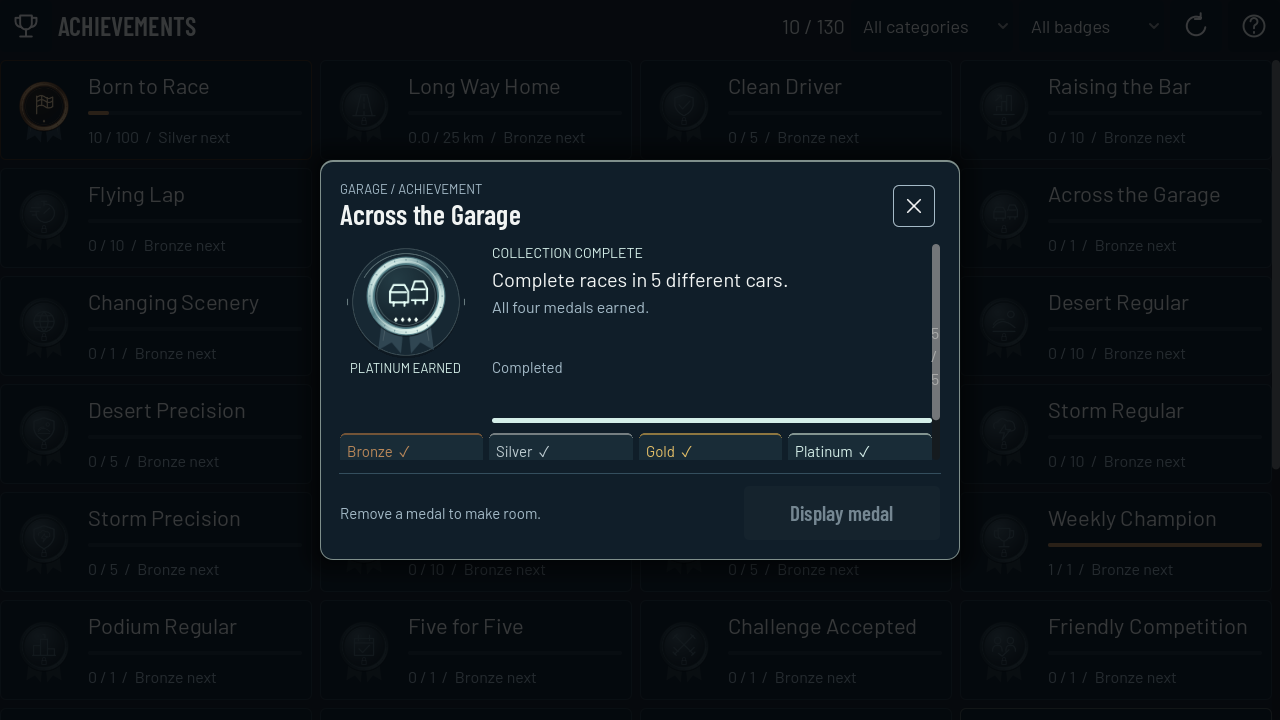 ACHIEVEMENTS
10 / 130
All categories
All badges
Born to Race
10 / 100 / Silver next
Long Way Home
0.0 / 25 km / Bronze next
Clean Driver
0 / 5 / Bronze next
Raising the Bar
0 / 10 / Bronze next
Flying Lap
0 / 10 / Bronze next
Across the Garage
0 / 1 / Bronze next
Changing Scenery
0 / 1 / Bronze next
Desert Regular
0 / 10 / Bronze next
Desert Precision
0 / 5 / Bronze next
Storm Regular
0 / 10 / Bronze next
Storm Precision
0 / 5 / Bronze next
0 / 10 / Bronze next
0 / 5 / Bronze next
Weekly Champion
1 / 1 / Bronze next
Podium Regular
0 / 1 / Bronze next
Five for Five
0 / 1 / Bronze next
Challenge Accepted
0 / 1 / Bronze next
Friendly Competition
0 / 1 / Bronze next
GARAGE / ACHIEVEMENT
Across the Garage
PLATINUM EARNED
COLLECTION COMPLETE
Complete races in 5 different cars.
All four medals earned.
Completed
5
/
5
Bronze ✓
Silver ✓
Gold ✓
Platinum ✓
Remove a medal to make room.
Display medal